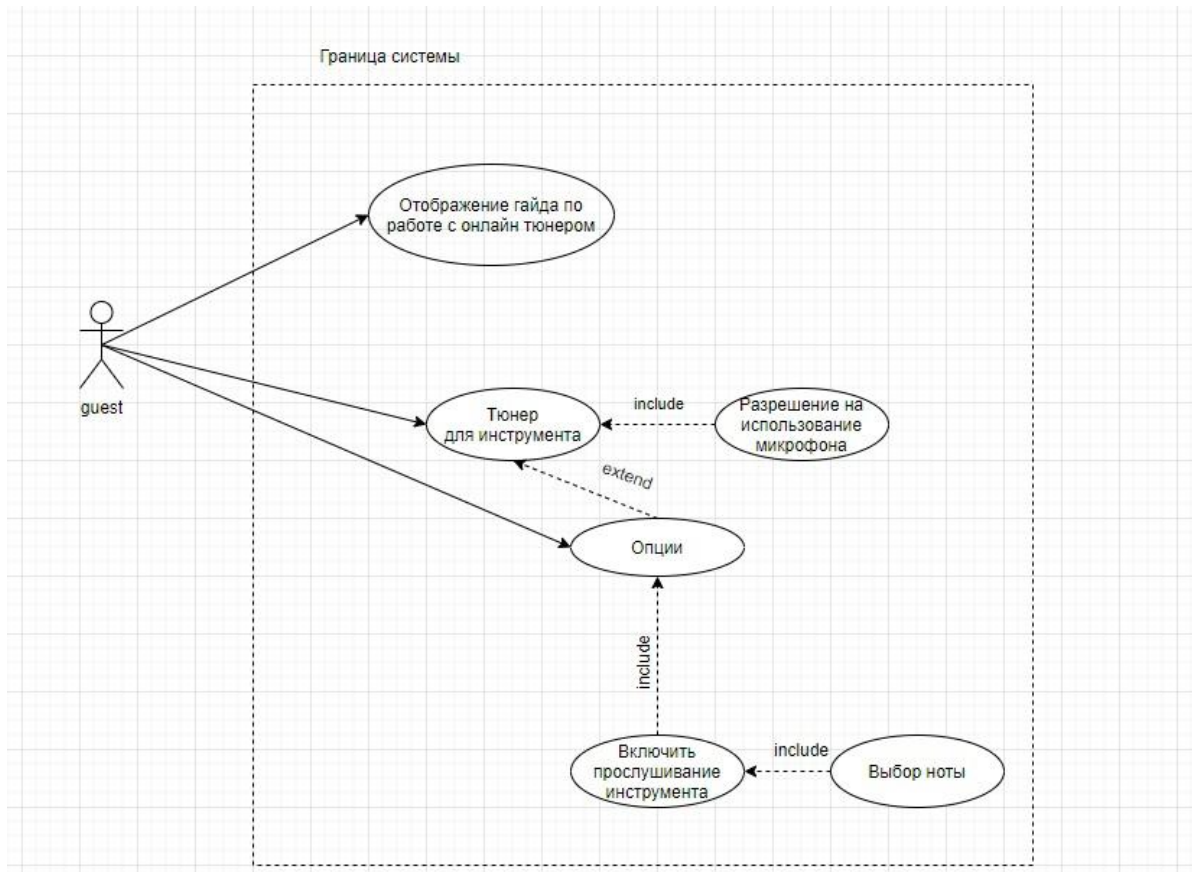 Граница системы
Отображение гайда по
работе с онлайн тюнером
guest
Тюнер
для инструмента
include
Разрешение на
использование
микрофона
extend
Опции
include
Включить
прослушивание
инструмента
include
Выбор ноты